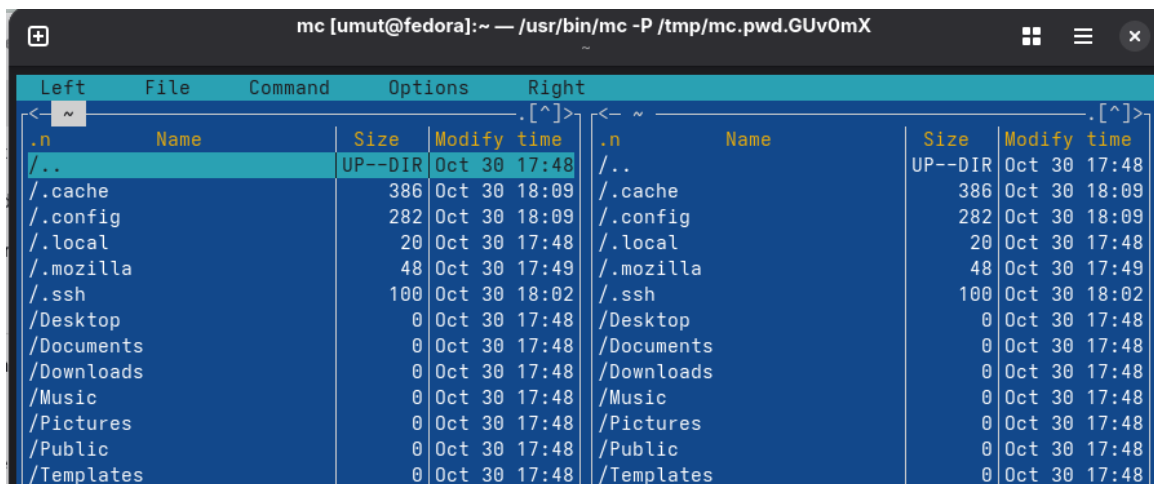 mc [umut@fedora]:~ — /usr/bin/mc -P /tmp/mc.pwd.GUv0mX
~
Left File Command Options Right
<— ~ .[^]> <— ~ .[^]>
.n Name Size Modify time .n Name Size Modify time
/.. UP--DIR Oct 30 17:48 /.. UP--DIR Oct 30 17:48
/.cache 386 Oct 30 18:09 /.cache 386 Oct 30 18:09
/.config 282 Oct 30 18:09 /.config 282 Oct 30 18:09
/.local 20 Oct 30 17:48 /.local 20 Oct 30 17:48
/.mozilla 48 Oct 30 17:49 /.mozilla 48 Oct 30 17:49
/.ssh 100 Oct 30 18:02 /.ssh 100 Oct 30 18:02
/Desktop 0 Oct 30 17:48 /Desktop 0 Oct 30 17:48
/Documents 0 Oct 30 17:48 /Documents 0 Oct 30 17:48
/Downloads 0 Oct 30 17:48 /Downloads 0 Oct 30 17:48
/Music 0 Oct 30 17:48 /Music 0 Oct 30 17:48
/Pictures 0 Oct 30 17:48 /Pictures 0 Oct 30 17:48
/Public 0 Oct 30 17:48 /Public 0 Oct 30 17:48
/Templates 0 Oct 30 17:48 /Templates 0 Oct 30 17:48